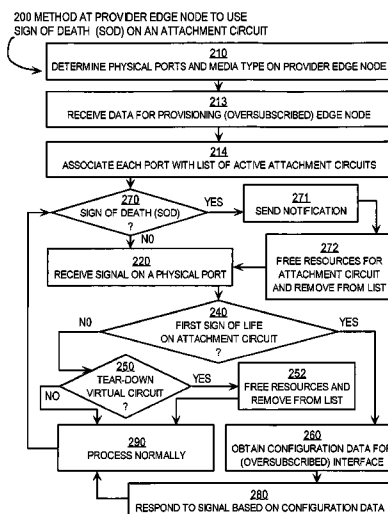 200 METHOD AT PROVIDER EDGE NODE TO USE
SIGN OF DEATH (SOD) ON AN ATTACHMENT CIRCUIT
210
DETERMINE PHYSICAL PORTS AND MEDIA TYPE ON PROVIDER EDGE NODE
213
RECEIVE DATA FOR PROVISIONING (OVERSUBSCRIBED) EDGE NODE
214
ASSOCIATE EACH PORT WITH LIST OF ACTIVE ATTACHMENT CIRCUITS
270
SIGN OF DEATH (SOD)
?
YES
NO
271
SEND NOTIFICATION
272
FREE RESOURCES FOR
ATTACHMENT CIRCUIT
AND REMOVE FROM LIST
220
RECEIVE SIGNAL ON A PHYSICAL PORT
240
FIRST SIGN OF LIFE
ON ATTACHMENT CIRCUIT
?
NO
YES
250
TEAR-DOWN
VIRTUAL CIRCUIT
?
NO
YES
252
FREE RESOURCES AND
REMOVE FROM LIST
290
PROCESS NORMALLY
260
OBTAIN CONFIGURATION DATA FOR
(OVERSUBSCRIBED) INTERFACE
280
RESPOND TO SIGNAL BASED ON CONFIGURATION DATA